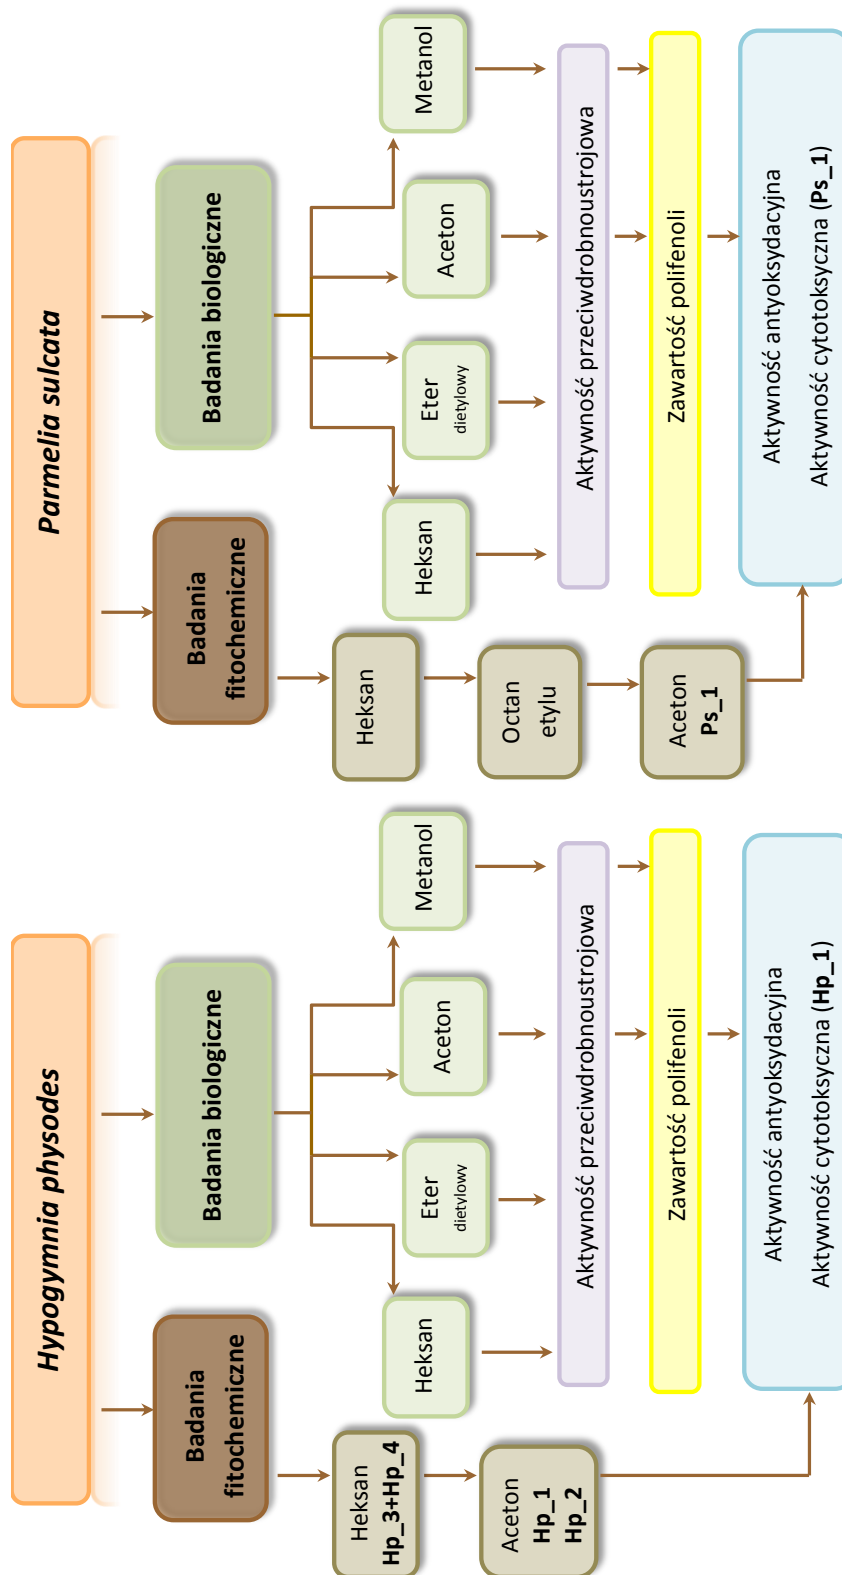 Hypogymnia physodes
Badania
fitochemiczne
Badania biologiczne
Heksan
Hp_3+Hp_4
Aceton
Hp_1
Hp_2
Heksan
Eter
dietylowy
Aceton
Metanol
Aktywność przeciwdrobnoustrojowa
Zawartość polifenoli
Aktywność antyoksydacyjna
Aktywność cytotoksyczna (Hp_1)
Parmelia sulcata
Badania
fitochemiczne
Badania biologiczne
Heksan
Octan
etylu
Aceton
Ps_1
Heksan
Eter
dietylowy
Aceton
Metanol
Aktywność przeciwdrobnoustrojowa
Zawartość polifenoli
Aktywność antyoksydacyjna
Aktywność cytotoksyczna (Ps_1)